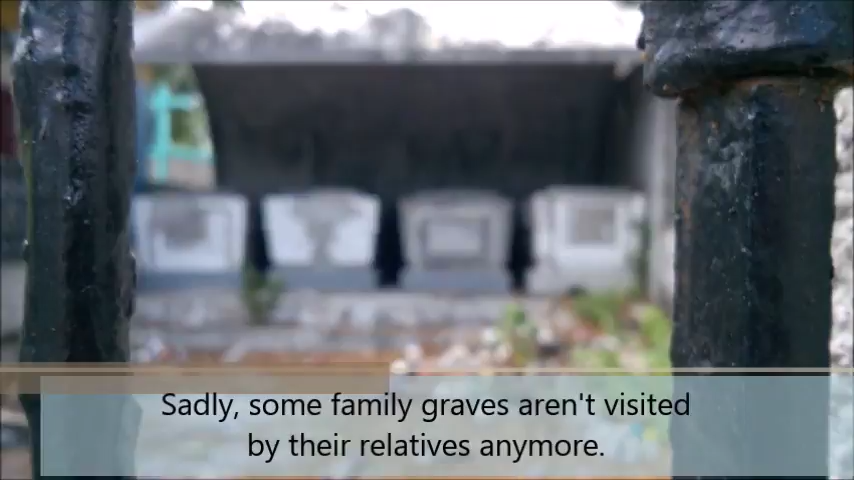 Sadly, some family graves aren't visited
by their relatives anymore.